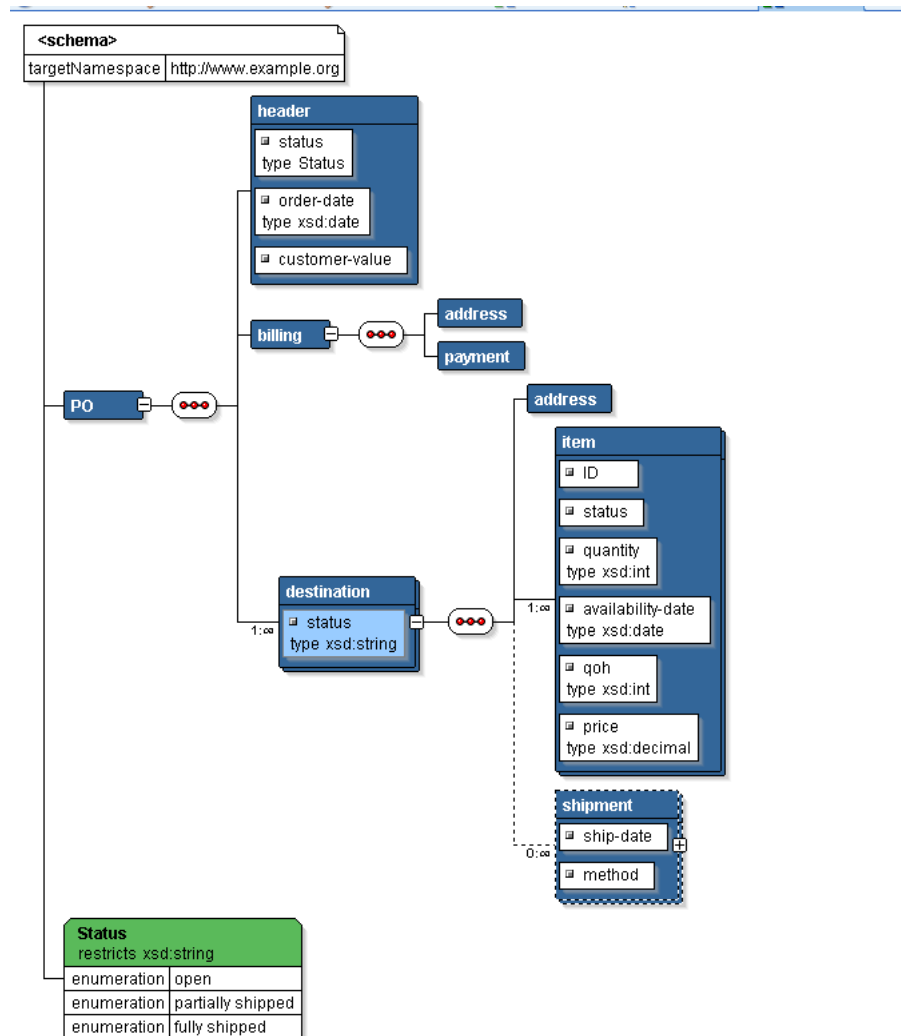 <schema>
targetNamespace http://www.example.org
header
status
type Status
order-date
type xsd:date
customer-value
billing
address
payment
PO
address
item
ID
status
quantity
type xsd:int
1:∞
availability-date
type xsd:date
qoh
type xsd:int
price
type xsd:decimal
destination
status
type xsd:string
1:∞
shipment
ship-date
0:∞
method
Status
restricts xsd:string
enumeration open
enumeration partially shipped
enumeration fully shipped